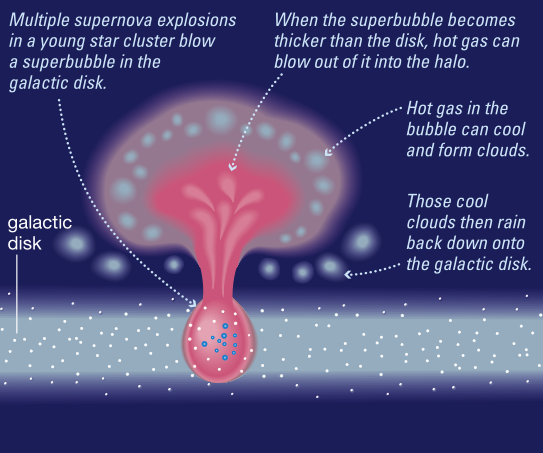 Multiple supernova explosions
in a young star cluster blow
a superbubble in the
galactic disk.
When the superbubble becomes
thicker than the disk, hot gas can
blow out of it into the halo.
Hot gas in the
bubble can cool
and form clouds.
Those cool
clouds then rain
back down onto
the galactic disk.
galactic
disk